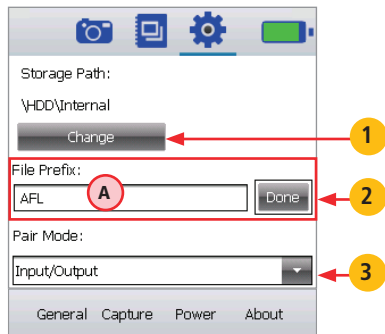 Storage Path:
\HDD\Internal
Change
1
File Prefix:
AFL
A
Done
2
Pair Mode:
Input/Output
3
General Capture Power About